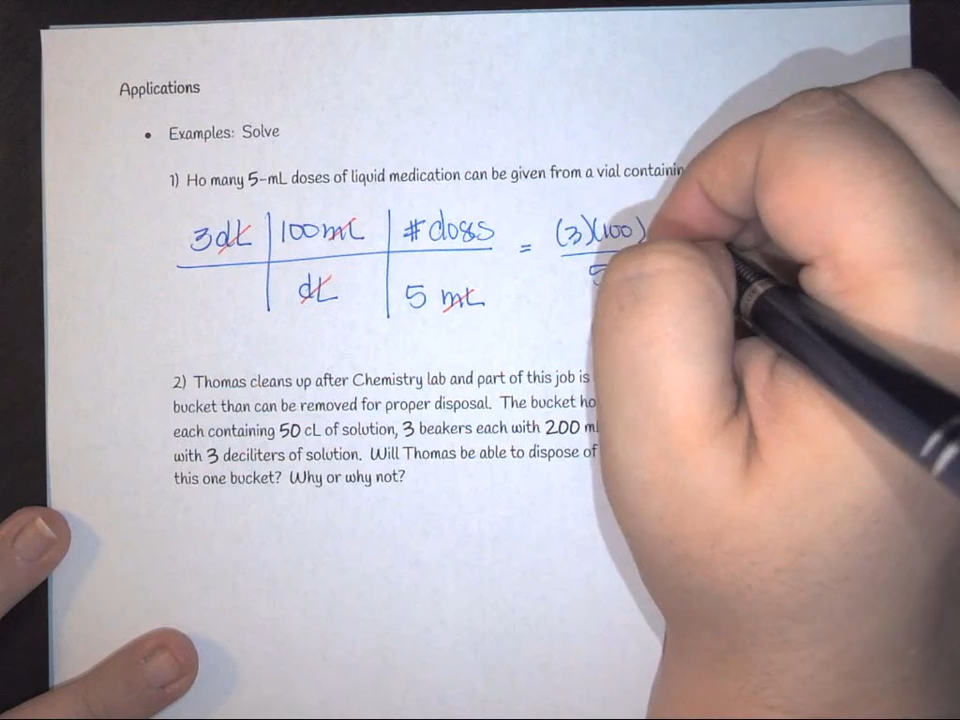 Applications
• Examples: Solve
1) Ho many 5-mL doses of liquid medication can be given from a vial
3dL 100mL # doses = (3)(100)
dL 5 mL 5
2) Thomas cleans up after Chemistry lab and part of this job is
bucket than can be removed for proper disposal. The bucket
each containing 50 cL of solution, 3 beakers each with 200
with 3 deciliters of solution. Will Thomas be able to dispose of
this one bucket? Why or why not?